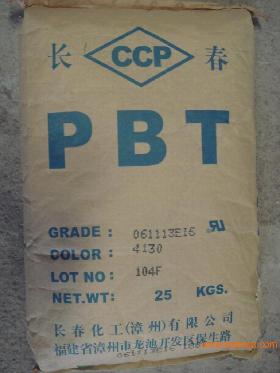 长 CCP 春
PBT
GRADE: 061113EI6
COLOR: 4130
LOT NO: 104F
NET.WT: 25 KGS.
长春化工(漳州)有限公司
福建省漳州市龙池开发区保生路